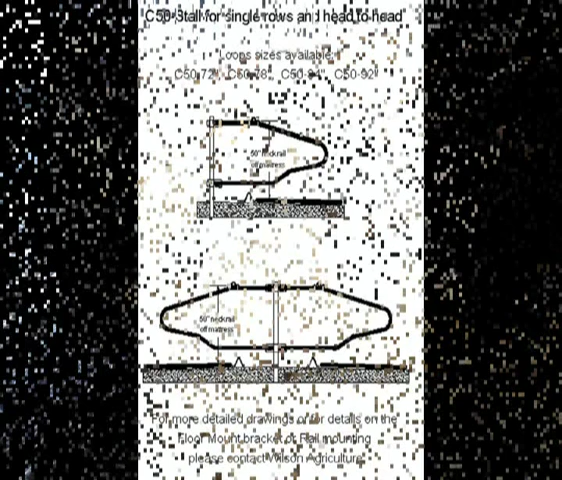 C50-Stall for single rows and head to head
Loops sizes available:
C50-72", C50-78", C50-84", C50-92"
50" neckrail
off mattress
50" neckrail
off mattress
For more detailed drawings or for details on the
Floor Mount bracket or Rail mounting
please contact Wilson Agriculture